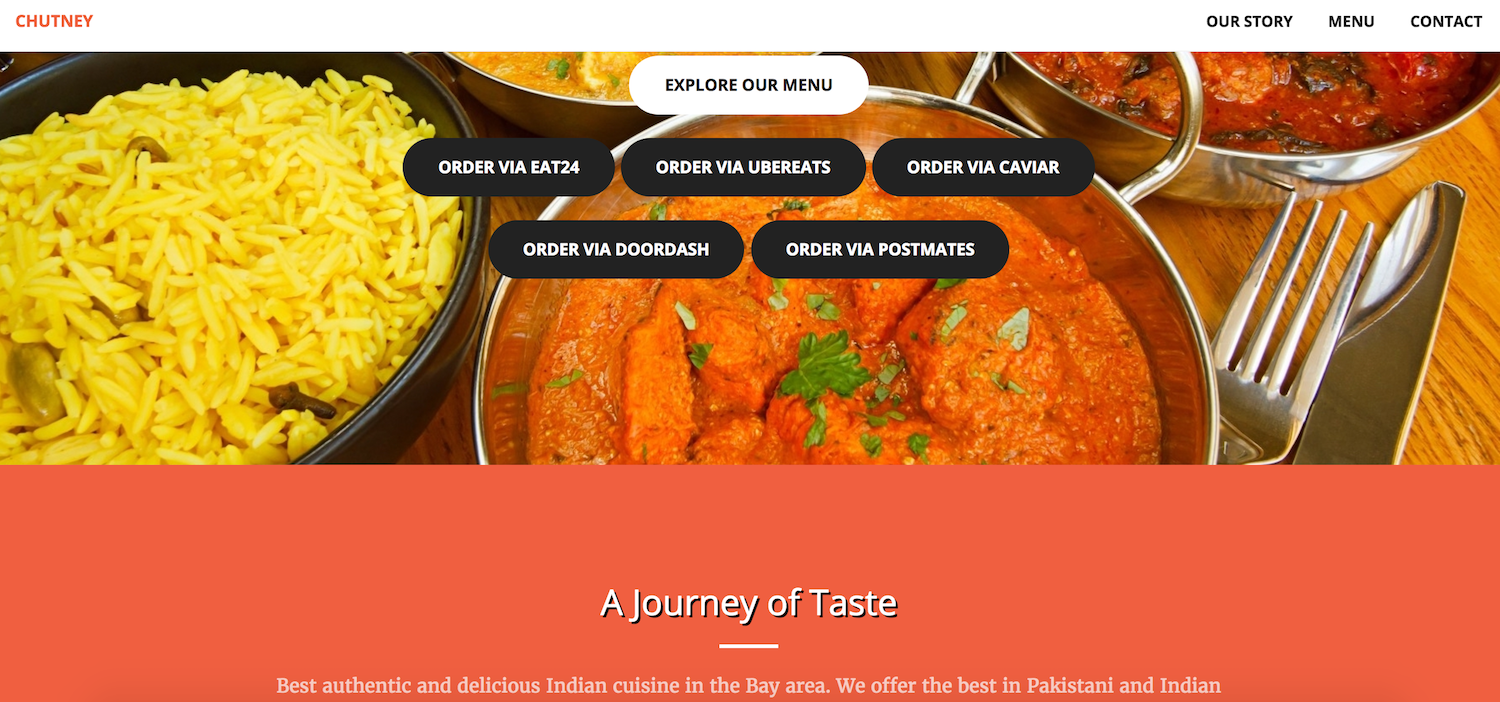 CHUTNEY
OUR STORY MENU CONTACT
EXPLORE OUR MENU
ORDER VIA EAT24 ORDER VIA UBEREATS ORDER VIA CAVIAR
ORDER VIA DOORDASH ORDER VIA POSTMATES
A Journey of Taste
Best authentic and delicious Indian cuisine in the Bay area. We offer the best in Pakistani and Indian